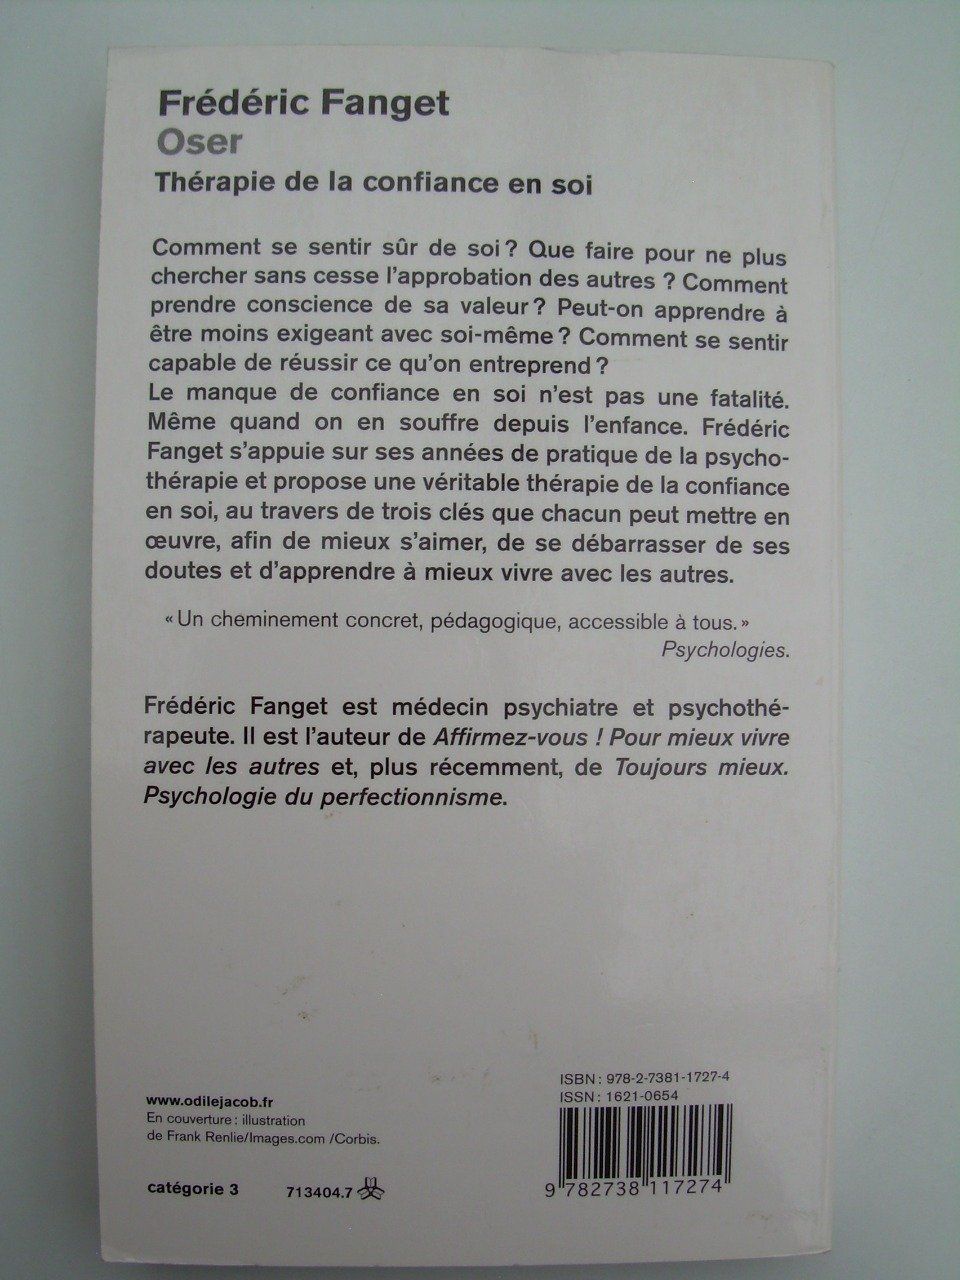 Frédéric Fanget
Oser
Thérapie de la confiance en soi
Comment se sentir sûr de soi ? Que faire pour ne plus
chercher sans cesse l'approbation des autres ? Comment
prendre conscience de sa valeur ? Peut-on apprendre à
être moins exigeant avec soi-même ? Comment se sentir
capable de réussir ce qu'on entreprend ?
Le manque de confiance en soi n'est pas une fatalité.
Même quand on en souffre depuis l'enfance. Frédéric
Fanget s'appuie sur ses années de pratique de la psycho-
thérapie et propose une véritable thérapie de la confiance
en soi, au travers de trois clés que chacun peut mettre en
œuvre, afin de mieux s'aimer, de se débarrasser de ses
doutes et d'apprendre à mieux vivre avec les autres.
« Un cheminement concret, pédagogique, accessible à tous. »
Psychologies.
Frédéric Fanget est médecin psychiatre et psychothé-
rapeute. Il est l'auteur de Affirmez-vous ! Pour mieux vivre
avec les autres et, plus récemment, de Toujours mieux.
Psychologie du perfectionnisme.
www.odilejacob.fr
En couverture : illustration
de Frank Renlie/Images.com /Corbis.
catégorie 3 713404.7
ISBN : 978-2-7381-1727-4
ISSN : 1621-0654
9 782738 117274